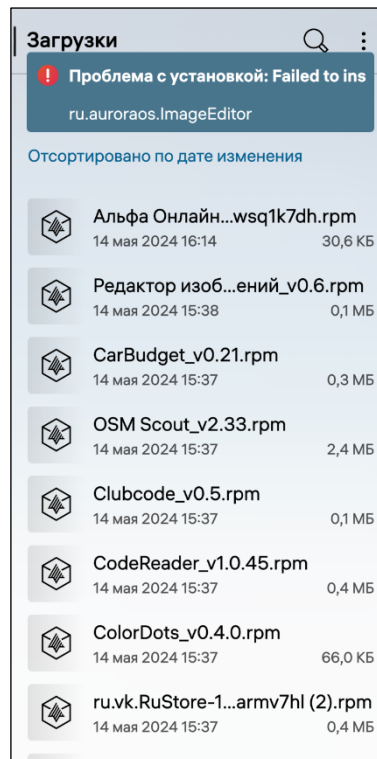 Загрузки
Проблема с установкой: Failed to ins
ru.auroraos.ImageEditor
Отсортировано по дате изменения
Альфа Онлайн...wsq1k7dh.rpm
14 мая 2024 16:14 30,6 КБ
Редактор изоб...ений_v0.6.rpm
14 мая 2024 15:38 0,1 МБ
CarBudget_v0.21.rpm
14 мая 2024 15:37 0,3 МБ
OSM Scout_v2.33.rpm
14 мая 2024 15:37 2,4 МБ
Clubcode_v0.5.rpm
14 мая 2024 15:37 0,1 МБ
CodeReader_v1.0.45.rpm
14 мая 2024 15:37 0,4 МБ
ColorDots_v0.4.0.rpm
14 мая 2024 15:37 66,0 КБ
ru.vk.RuStore-1...armv7hl (2).rpm
14 мая 2024 15:37 0,4 МБ